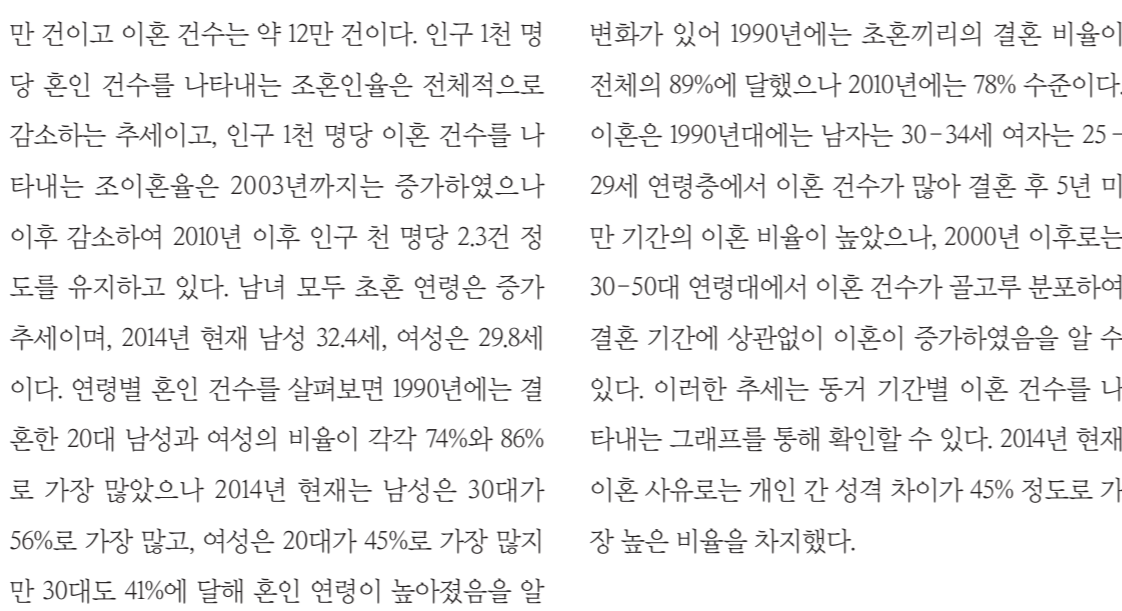 만 건이고 이혼 건수는 약 12만 건이다. 인구 1천 명
당 혼인 건수를 나타내는 조혼인율은 전체적으로
감소하는 추세이고, 인구 1천 명당 이혼 건수를 나
타내는 조이혼율은 2003년까지는 증가하였으나
이후 감소하여 2010년 이후 인구 천 명당 2.3건 정
도를 유지하고 있다. 남녀 모두 초혼 연령은 증가
추세이며, 2014년 현재 남성 32.4세, 여성은 29.8세
이다. 연령별 혼인 건수를 살펴보면 1990년에는 결
혼한 20대 남성과 여성의 비율이 각각 74%와 86%
로 가장 많았으나 2014년 현재는 남성은 30대가
56%로 가장 많고, 여성은 20대가 45%로 가장 많지
만 30대도 41%에 달해 혼인 연령이 높아졌음을 알
변화가 있어 1990년에는 초혼끼리의 결혼 비율이
전체의 89%에 달했으나 2010년에는 78% 수준이다.
이혼은 1990년대에는 남자는 30-34세 여자는 25-
29세 연령층에서 이혼 건수가 많아 결혼 후 5년 미
만 기간의 이혼 비율이 높았으나, 2000년 이후로는
30-50대 연령대에서 이혼 건수가 골고루 분포하여
결혼 기간에 상관없이 이혼이 증가하였음을 알 수
있다. 이러한 추세는 동거 기간별 이혼 건수를 나
타내는 그래프를 통해 확인할 수 있다. 2014년 현재
이혼 사유로는 개인 간 성격 차이가 45% 정도로 가
장 높은 비율을 차지했다.